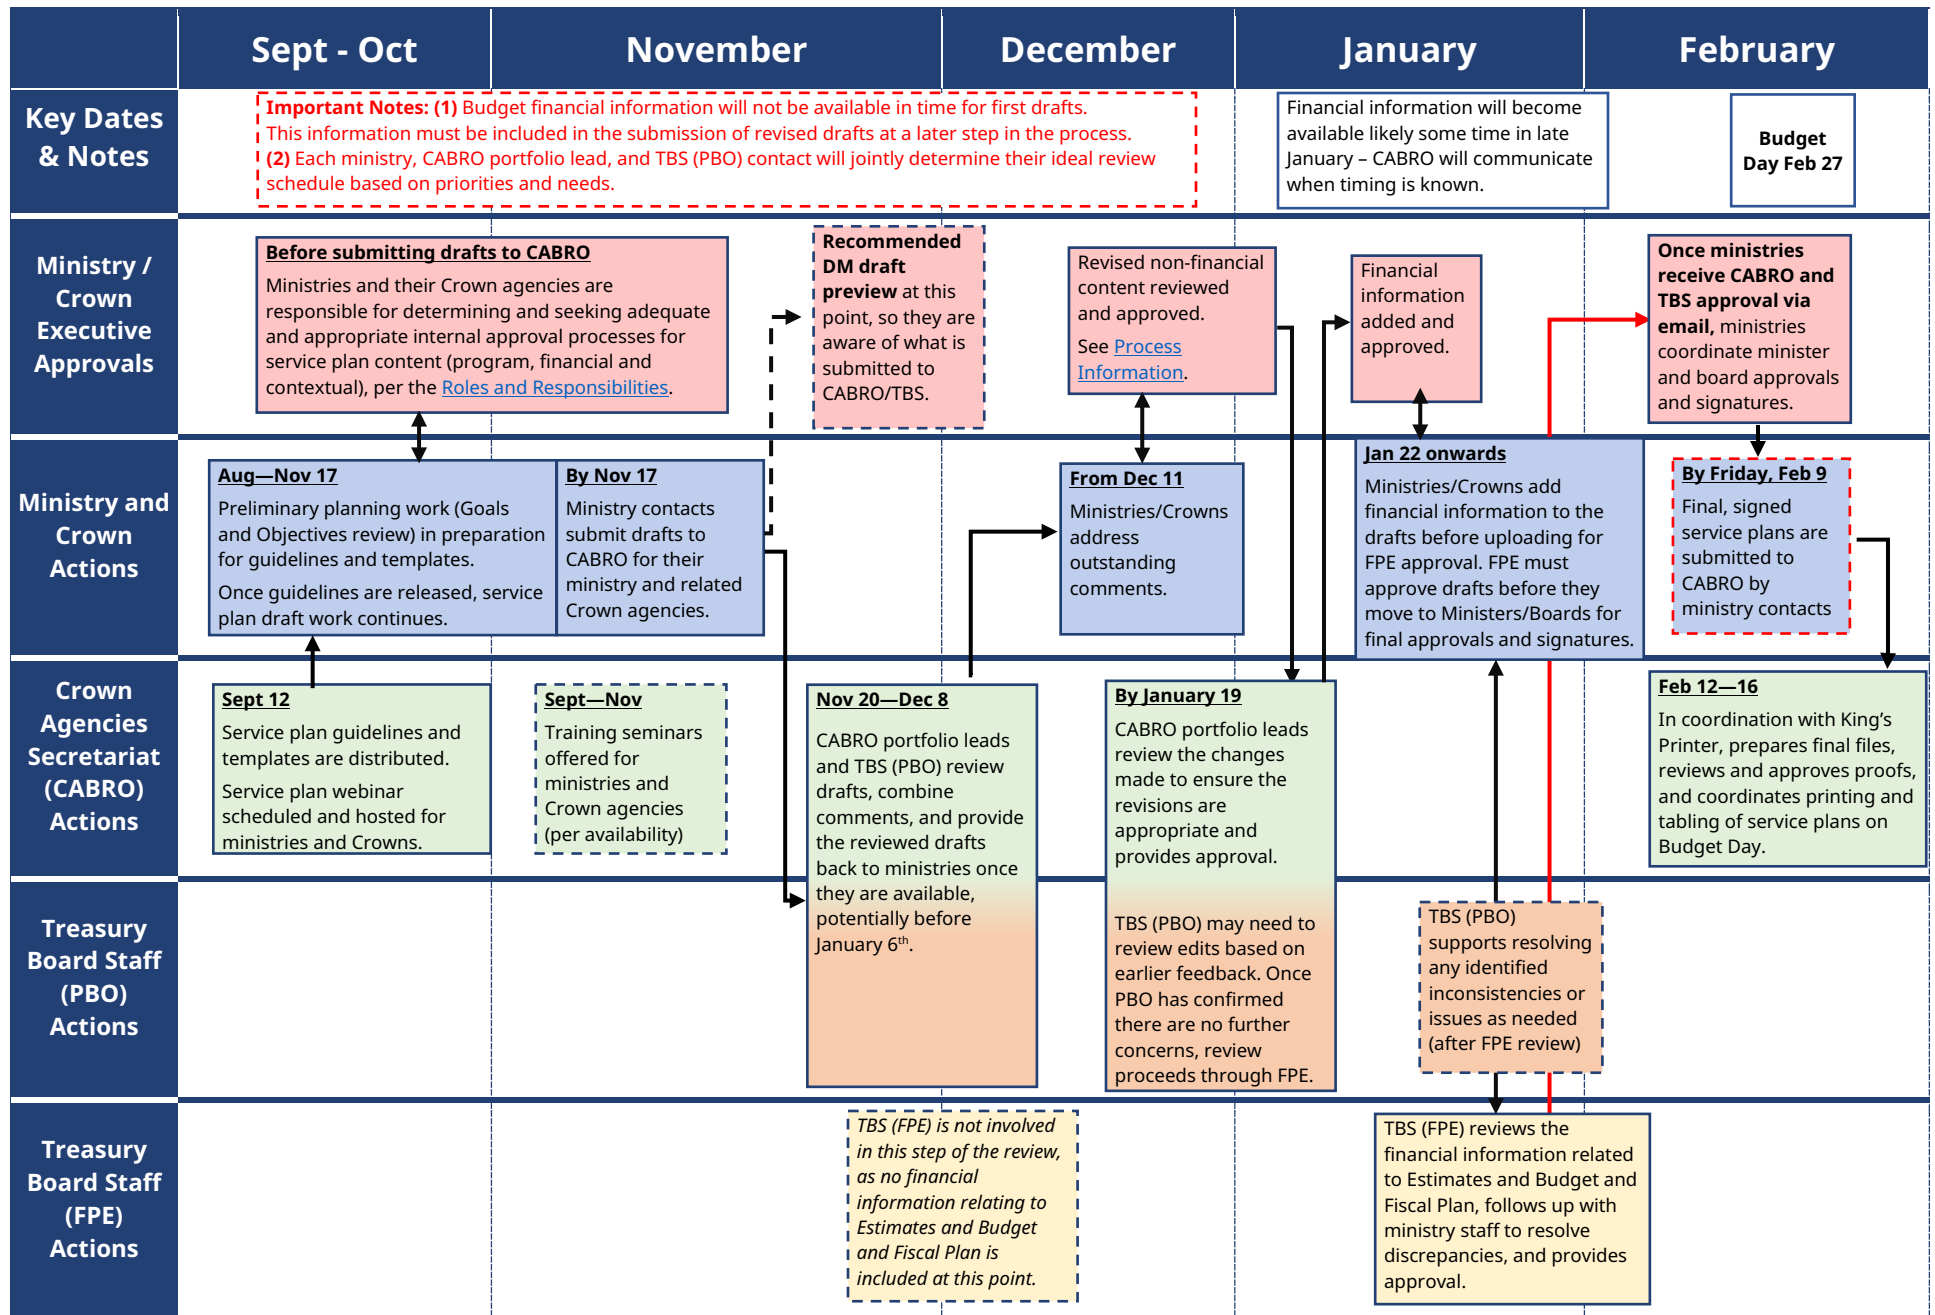 Sept - Oct
November
December
January
February
Key Dates
& Notes
Important Notes: (1) Budget financial information will not be available in time for first drafts.
This information must be included in the submission of revised drafts at a later step in the process.
(2) Each ministry, CABRO portfolio lead, and TBS (PBO) contact will jointly determine their ideal review
schedule based on priorities and needs.
Financial information will become
available likely some time in late
January – CABRO will communicate
when timing is known.
Budget
Day Feb 27
Ministry /
Crown
Executive
Approvals
Before submitting drafts to CABRO
Ministries and their Crown agencies are
responsible for determining and seeking adequate
and appropriate internal approval processes for
service plan content (program, financial and
contextual), per the Roles and Responsibilities.
Recommended
DM draft
preview at this
point, so they are
aware of what is
submitted to
CABRO/TBS.
Revised non-financial
content reviewed
and approved.
See Process
Information.
Financial
information
added and
approved.
Once ministries
receive CABRO and
TBS approval via
email, ministries
coordinate minister
and board approvals
and signatures.
Ministry and
Crown
Actions
Aug—Nov 17
Preliminary planning work (Goals
and Objectives review) in preparation
for guidelines and templates.
Once guidelines are released, service
plan draft work continues.
By Nov 17
Ministry contacts
submit drafts to
CABRO for their
ministry and related
Crown agencies.
From Dec 11
Ministries/Crowns
address
outstanding
comments.
Jan 22 onwards
Ministries/Crowns add
financial information to the
drafts before uploading for
FPE approval. FPE must
approve drafts before they
move to Ministers/Boards for
final approvals and signatures.
By Friday, Feb 9
Final, signed
service plans are
submitted to
CABRO by
ministry contacts
Crown
Agencies
Secretariat
(CABRO)
Actions
Sept 12
Service plan guidelines and
templates are distributed.
Service plan webinar
scheduled and hosted for
ministries and Crowns.
Sept—Nov
Training seminars
offered for
ministries and
Crown agencies
(per availability)
Nov 20—Dec 8
CABRO portfolio leads
and TBS (PBO) review
drafts, combine
comments, and provide
the reviewed drafts
back to ministries once
they are available,
potentially before
January 6th.
By January 19
CABRO portfolio leads
review the changes
made to ensure the
revisions are
appropriate and
provides approval.
TBS (PBO) may need to
review edits based on
earlier feedback. Once
PBO has confirmed
there are no further
concerns, review
proceeds through FPE.
Feb 12—16
In coordination with King’s
Printer, prepares final files,
reviews and approves proofs,
and coordinates printing and
tabling of service plans on
Budget Day.
Treasury
Board Staff
(PBO)
Actions
TBS (PBO)
supports resolving
any identified
inconsistencies or
issues as needed
(after FPE review)
Treasury
Board Staff
(FPE)
Actions
TBS (FPE) is not involved
in this step of the review,
as no financial
information relating to
Estimates and Budget
and Fiscal Plan is
included at this point.
TBS (FPE) reviews the
financial information related
to Estimates and Budget and
Fiscal Plan, follows up with
ministry staff to resolve
discrepancies, and provides
approval.